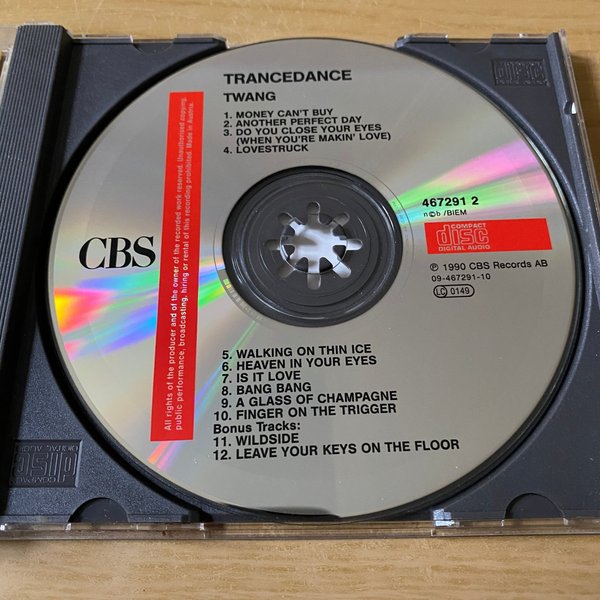 TRANCEDANCE
TWANG
1. MONEY CAN'T BUY
2. ANOTHER PERFECT DAY
3. DO YOU CLOSE YOUR EYES
(WHEN YOU'RE MAKIN' LOVE)
4. LOVESTRUCK
All rights of the producer and of the owner of the recorded work reserved. Unauthorised copying,
public performance, broadcasting, hiring or rental of this recording prohibited. Made in Austria.
CBS
467291 2
n©b /BIEM
COMPACT
disc
DIGITAL AUDIO
℗ 1990 CBS Records AB
09-467291-10
LC 0149
5. WALKING ON THIN ICE
6. HEAVEN IN YOUR EYES
7. IS IT LOVE
8. BANG BANG
9. A GLASS OF CHAMPAGNE
10. FINGER ON THE TRIGGER
Bonus Tracks:
11. WILDSIDE
12. LEAVE YOUR KEYS ON THE FLOOR
COMPACT
disc
DIGITAL AUDIO
disc